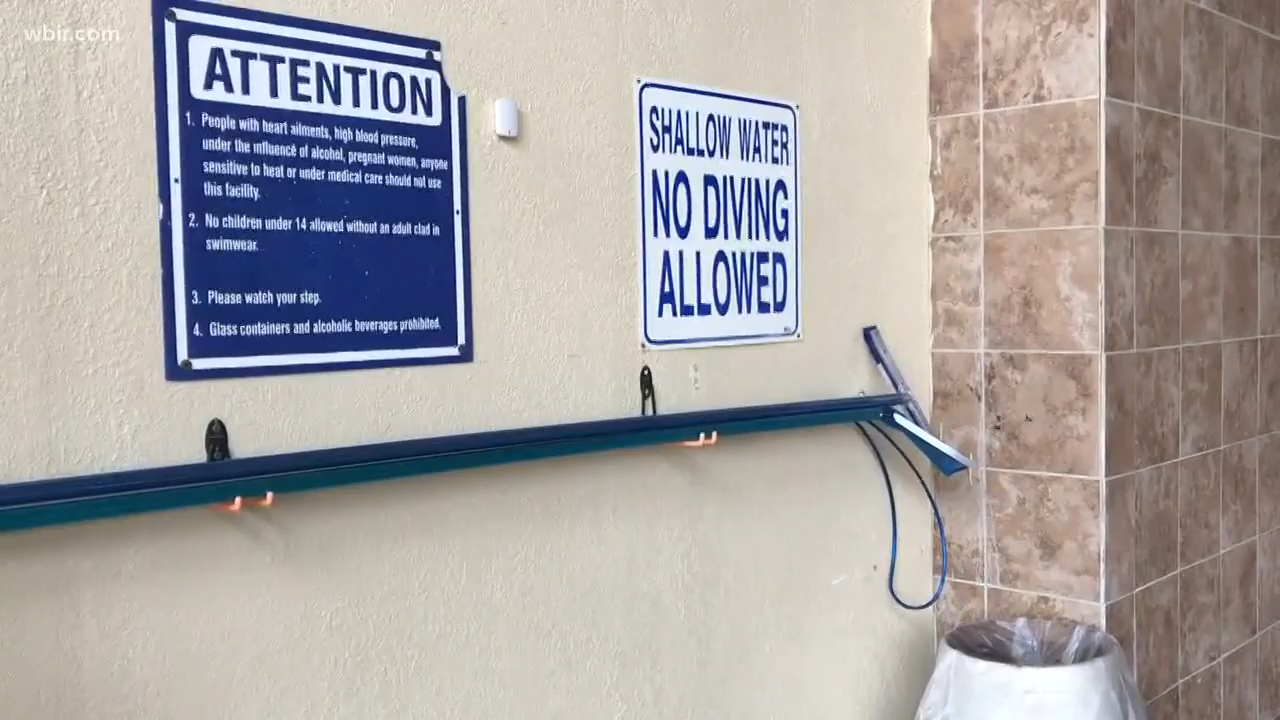 wbir.com
ATTENTION
1. People with heart ailments, high blood pressure,
under the influence of alcohol, pregnant women, anyone
sensitive to heat or under medical care should not use
this facility.
2. No children under 14 allowed without an adult clad in
swimwear.
3. Please watch your step.
4. Glass containers and alcoholic beverages prohibited.
SHALLOW WATER
NO DIVING
ALLOWED